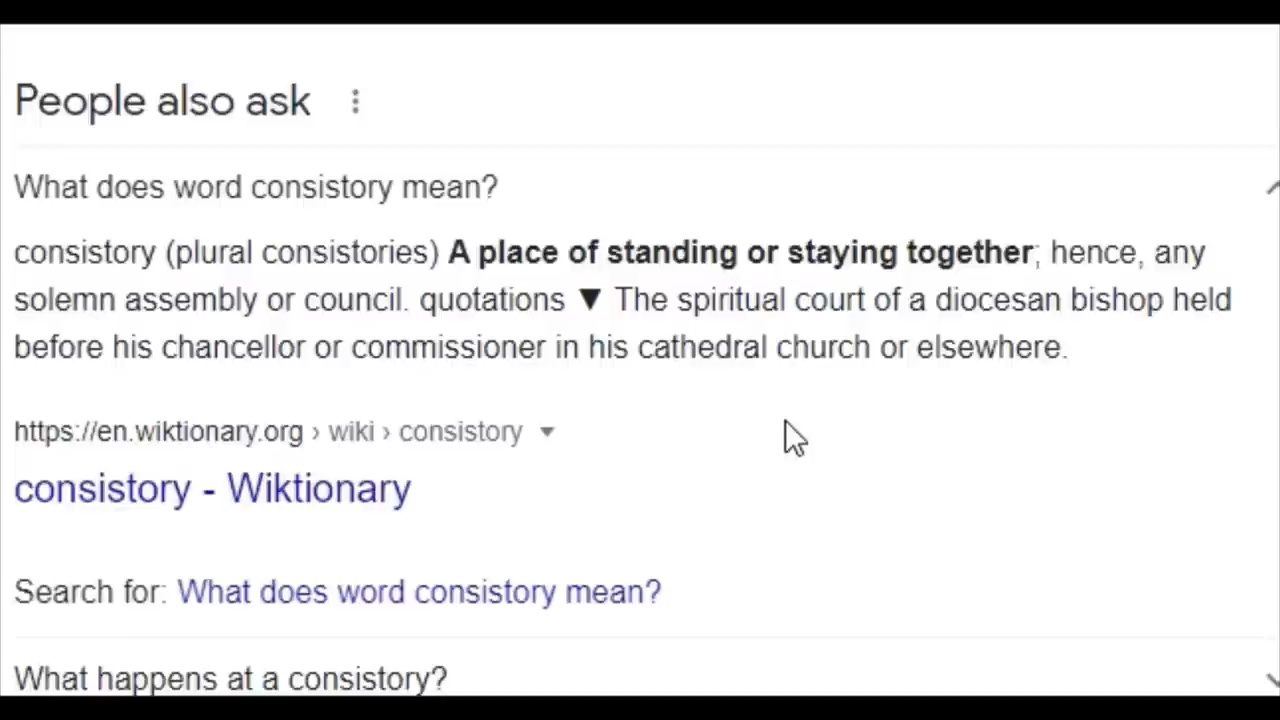 People also ask
What does word consistory mean?
consistory (plural consistories) A place of standing or staying together; hence, any
solemn assembly or council. quotations ▼ The spiritual court of a diocesan bishop held
before his chancellor or commissioner in his cathedral church or elsewhere.
https://en.wiktionary.org › wiki › consistory
consistory - Wiktionary
Search for: What does word consistory mean?
What happens at a consistory?